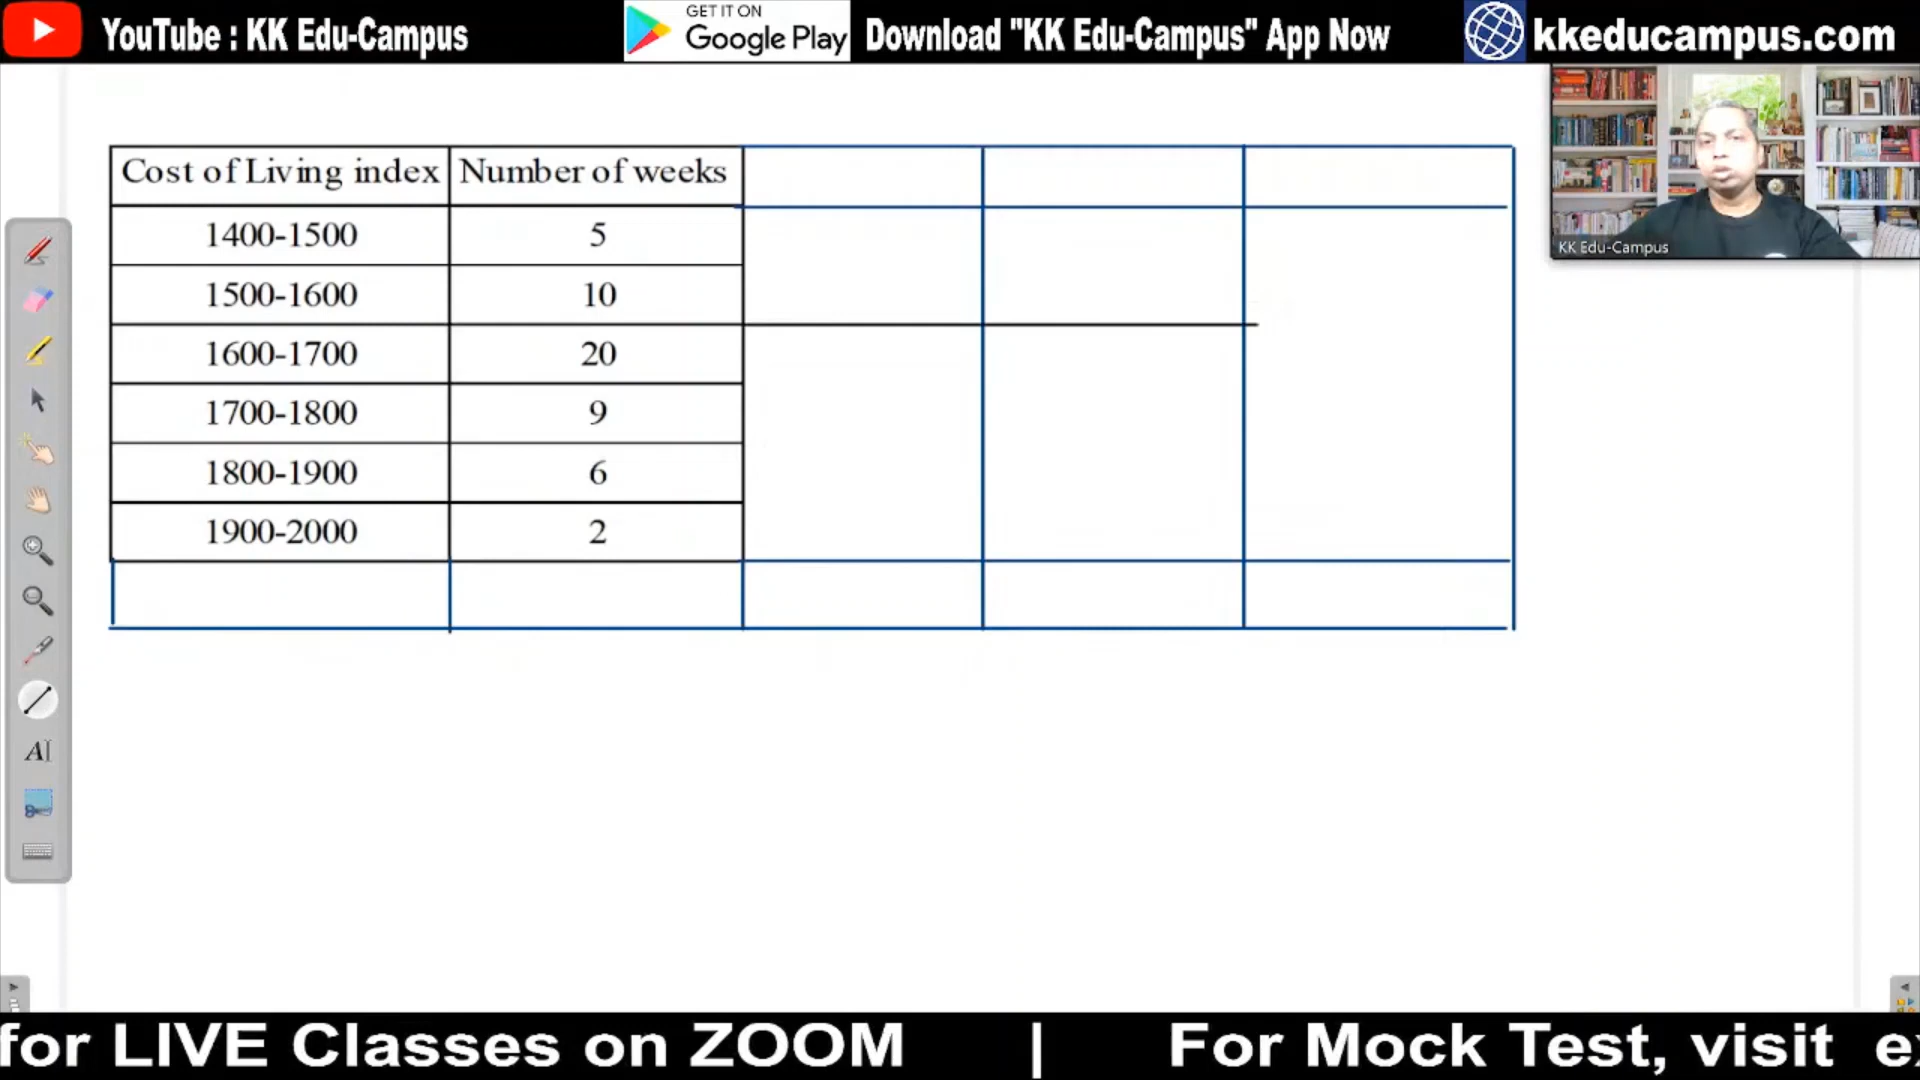 YouTube : KK Edu-Campus
GET IT ON
Google Play
Download "KK Edu-Campus" App Now
kkeducampus.com
KK Edu-Campus
Cost of Living index Number of weeks
1400-1500 5
1500-1600 10
1600-1700 20
1700-1800 9
1800-1900 6
1900-2000 2
A
for LIVE Classes on ZOOM | For Mock Test, visit